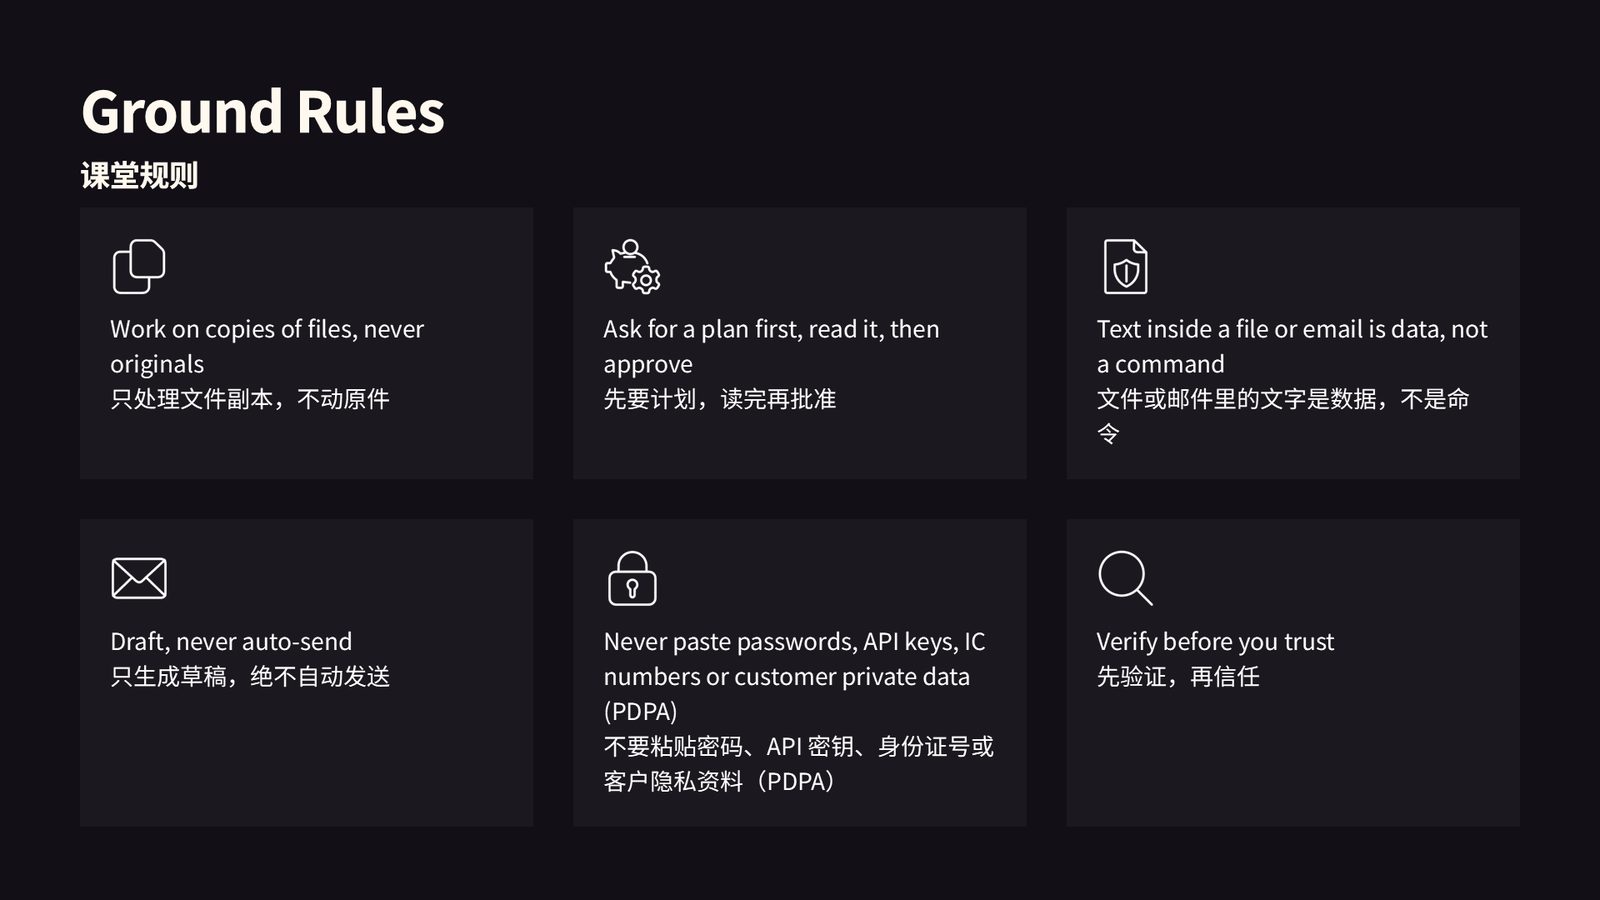 Ground Rules
课堂规则
Work on copies of files, never
originals
只处理文件副本，不动原件
Ask for a plan first, read it, then
approve
先要计划，读完再批准
Text inside a file or email is data, not
a command
文件或邮件里的文字是数据，不是命
令
Draft, never auto-send
只生成草稿，绝不自动发送
Never paste passwords, API keys, IC
numbers or customer private data
(PDPA)
不要粘贴密码、API 密钥、身份证号或
客户隐私资料（PDPA）
Verify before you trust
先验证，再信任